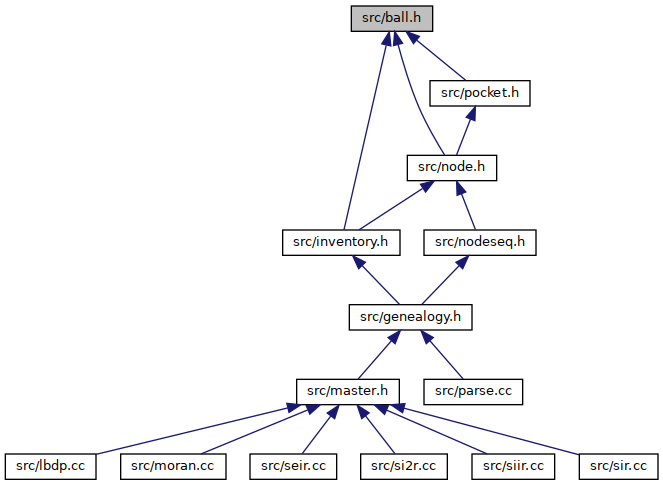 src/ball.h
src/pocket.h
src/node.h
src/inventory.h
src/nodeseq.h
src/genealogy.h
src/master.h
src/parse.cc
src/lbdp.cc
src/moran.cc
src/seir.cc
src/si2r.cc
src/siir.cc
src/sir.cc